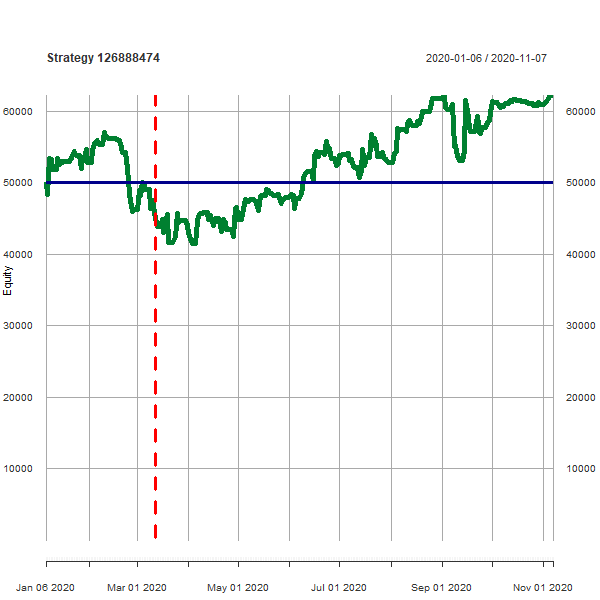 Strategy 126888474
2020-01-06 / 2020-11-07
60000
60000
50000
50000
40000
40000
Equity
30000
30000
20000
20000
10000
10000
Jan 06 2020
Mar 01 2020
May 01 2020
Jul 01 2020
Sep 01 2020
Nov 01 2020